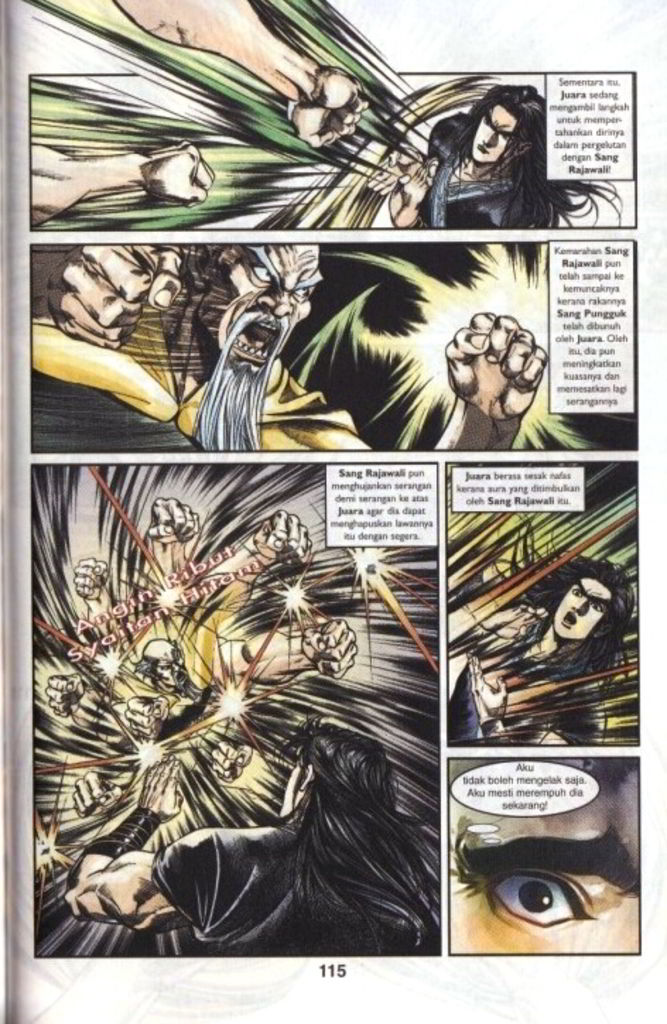 Sementara itu,
Juara sedang
mengambil langkah
untuk memper-
tahankan dirinya
dalam pergelutan
dengan Sang
Rajawali!
Kemarahan Sang
Rajawali pun
telah sampai ke
kemuncaknya
kerana rakannya
Sang Pungguk
telah dibunuh
oleh Juara. Oleh
itu, dia pun
meningkatkan
kuasanya dan
memesatkan lagi
serangannya
Sang Rajawali pun
menghujankan serangan
demi serangan ke atas
Juara agar dia dapat
menghapuskan lawannya
itu dengan segera.
Angin Ribut
Syaitan Hitam
Juara berasa sesak nafas
kerana aura yang ditimbulkan
oleh Sang Rajawali itu.
Aku
tidak boleh mengelak saja.
Aku mesti merempuh dia
sekarang!
115